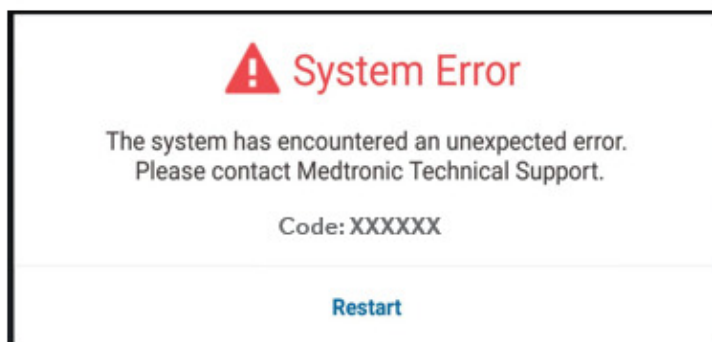 System Error
The system has encountered an unexpected error.
Please contact Medtronic Technical Support.
Code: XXXXXX
Restart